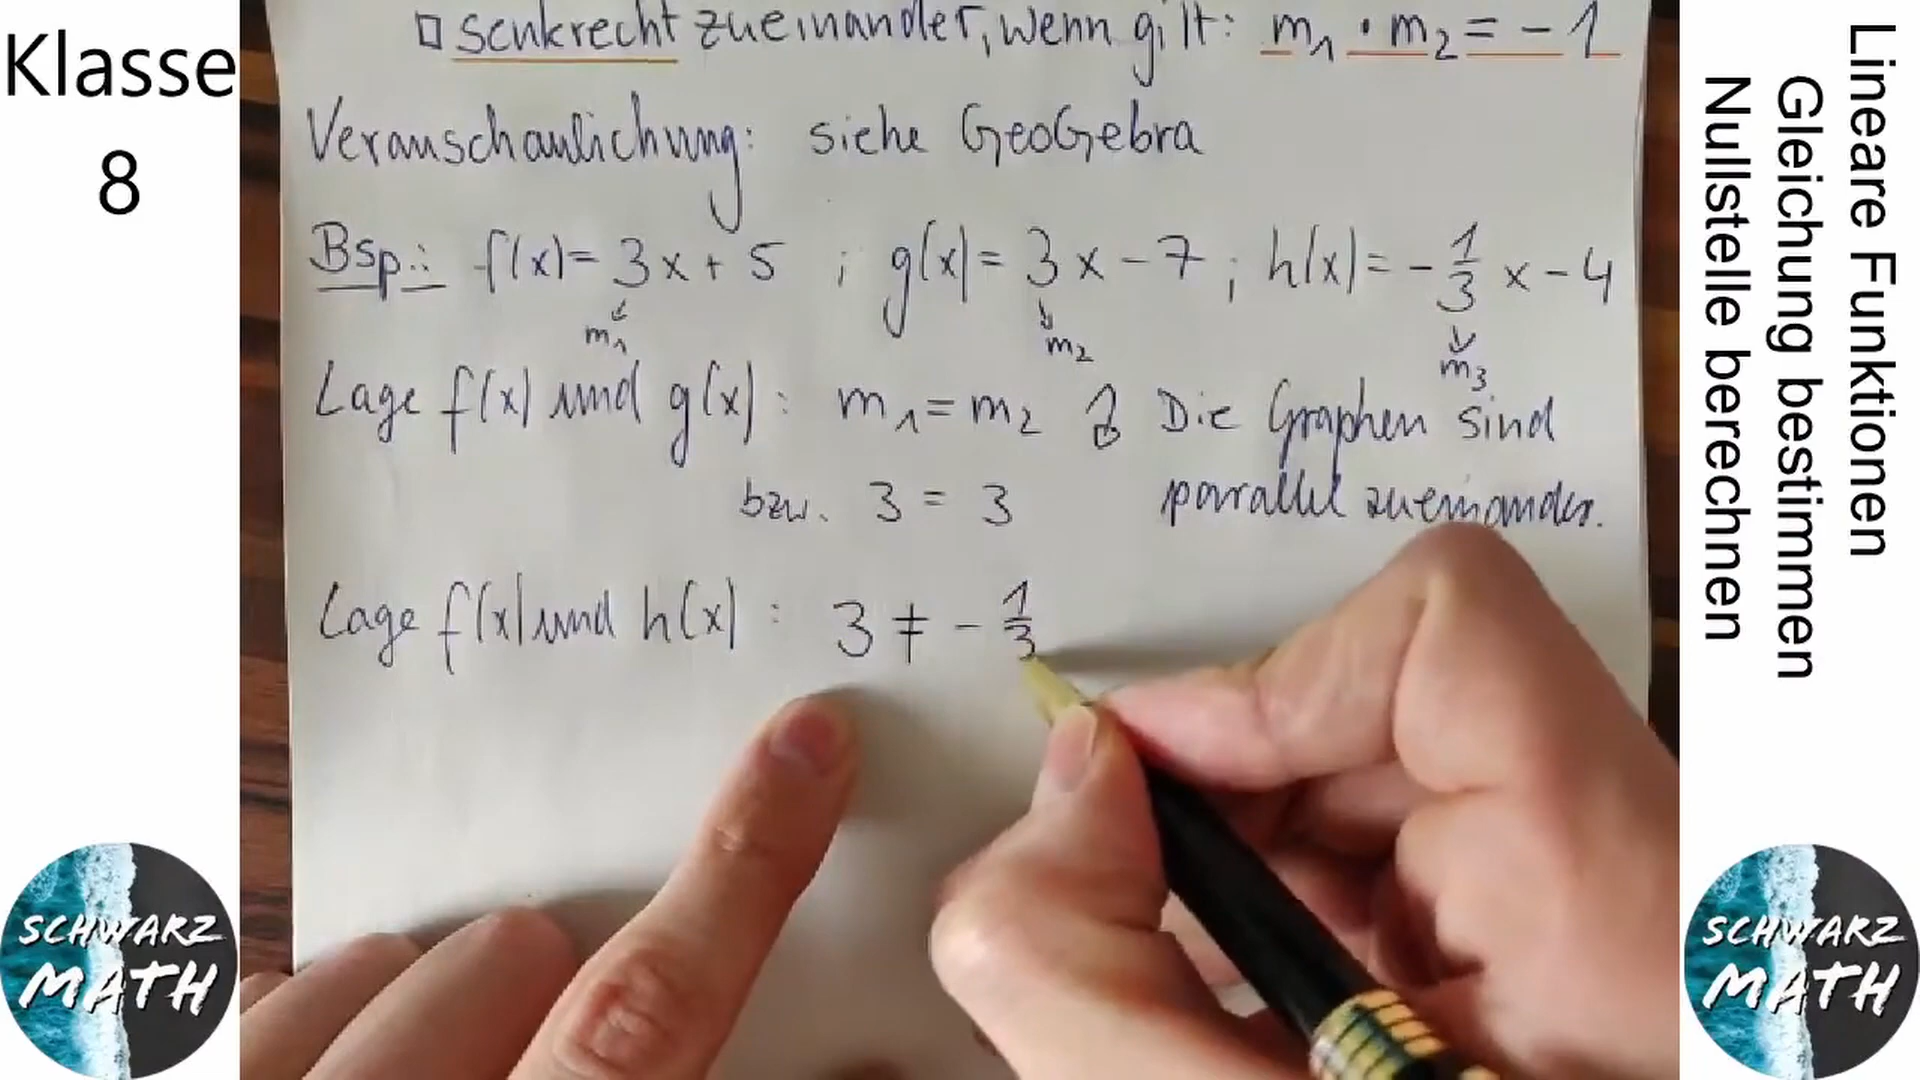 Klasse
8
□ senkrecht zueinander, wenn gilt: m₁ · m₂ = -1
Veranschaulichung: siehe GeoGebra
Bsp.: f(x) = 3x + 5 ; g(x) = 3x - 7 ; h(x) = - 1/3 x - 4
m₁ m₂ m₃
Lage f(x) und g(x): m₁ = m₂ Die Graphen sind
bzw. 3 = 3 parallel zueinander.
Lage f(x) und h(x): 3 ≠ - 1/3
Lineare Funktionen
Gleichung bestimmen
Nullstelle berechnen
SCHWARZ
MATH
SCHWARZ
MATH